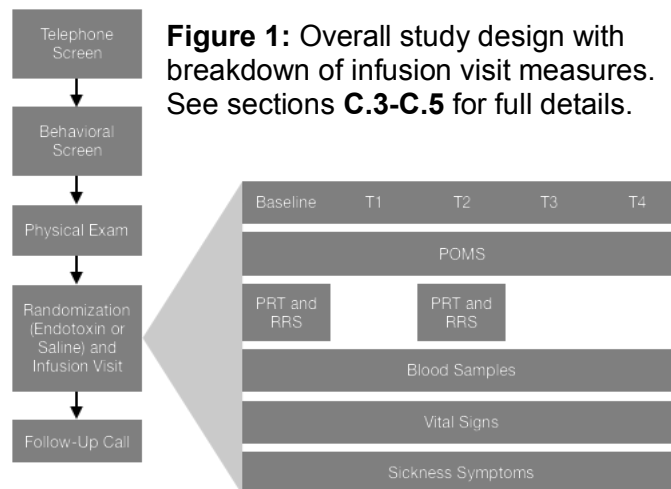 Telephone
Screen
Figure 1: Overall study design with
breakdown of infusion visit measures.
See sections C.3-C.5 for full details.
Behavioral
Screen
Physical Exam
Randomization
(Endotoxin or
Saline) and
Infusion Visit
Follow-Up Call
Baseline T1 T2 T3 T4
POMS
PRT and
RRS
PRT and
RRS
Blood Samples
Vital Signs
Sickness Symptoms